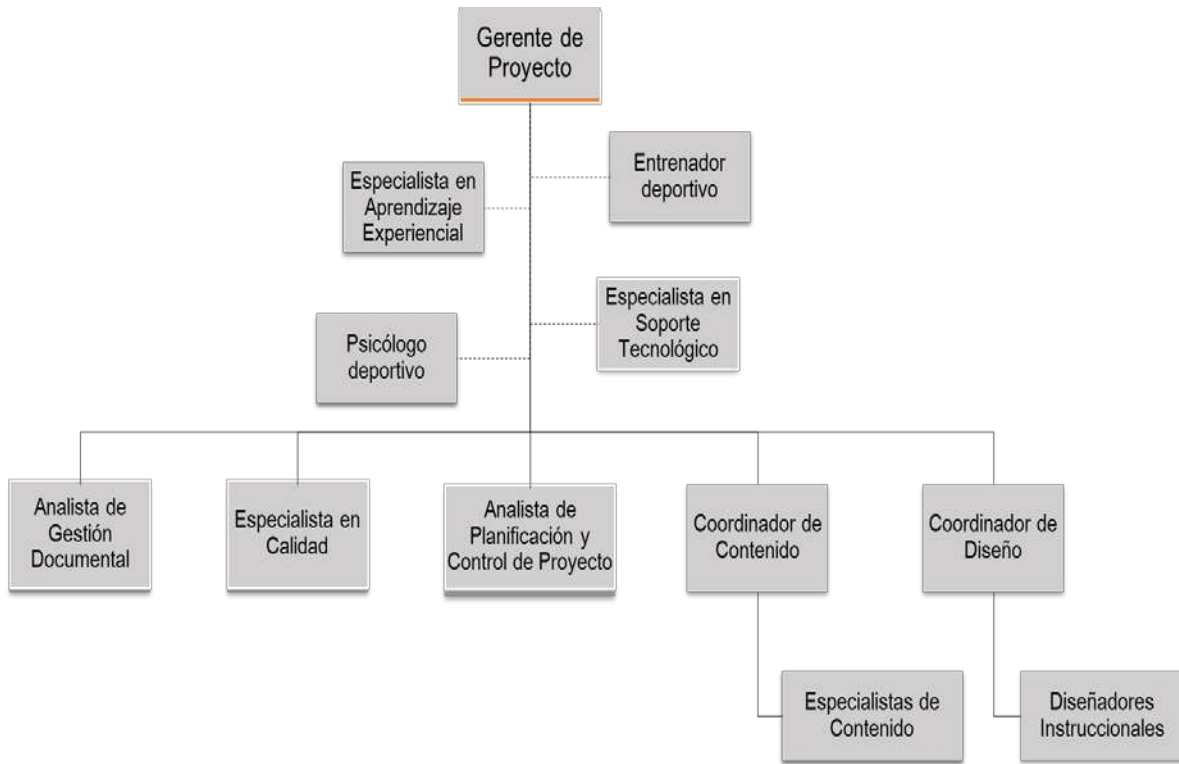 Gerente de
Proyecto
Entrenador
deportivo
Especialista en
Aprendizaje
Experiencial
Especialista en
Soporte
Tecnológico
Psicólogo
deportivo
Analista de
Gestión
Documental
Especialista en
Calidad
Analista de
Planificación y
Control de Proyecto
Coordinador de
Contenido
Coordinador de
Diseño
Especialistas de
Contenido
Diseñadores
Instruccionales